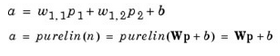 a = w₁,₁p₁ + w₁,₂p₂ + b
a = purelin(n) = purelin(Wp + b) = Wp + b